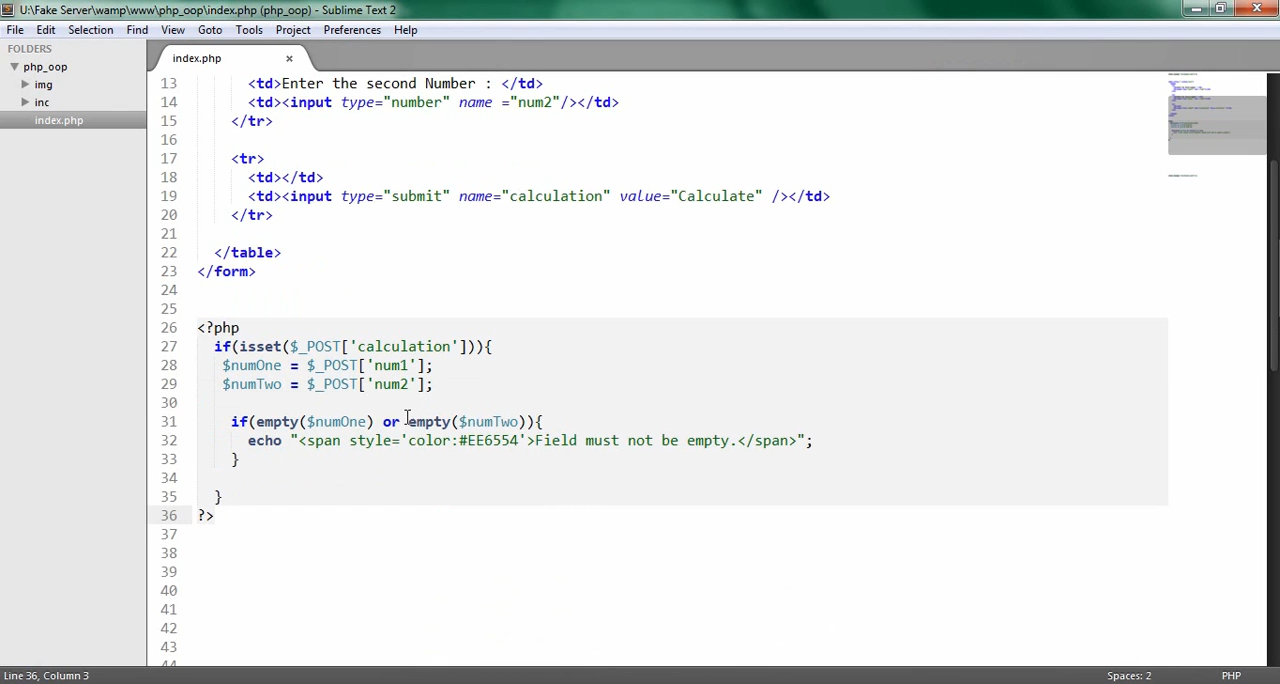 U:\Fake Server\wamp\www\php_oop\index.php (php_oop) - Sublime Text 2
File Edit Selection Find View Goto Tools Project Preferences Help
FOLDERS
php_oop
img
inc
index.php
index.php
13 <td>Enter the second Number : </td>
14 <td><input type="number" name ="num2"/></td>
15 </tr>
16
17 <tr>
18 <td></td>
19 <td><input type="submit" name="calculation" value="Calculate" /></td>
20 </tr>
21
22 </table>
23 </form>
24
25
26 <?php
27 if(isset($_POST['calculation'])){
28 $numOne = $_POST['num1'];
29 $numTwo = $_POST['num2'];
30
31 if(empty($numOne) or empty($numTwo)){
32 echo "<span style='color:#EE6554'>Field must not be empty.</span>";
33 }
34
35 }
36 ?>
37
38
39
40
41
42
43
44
Line 36, Column 3
Spaces: 2
PHP